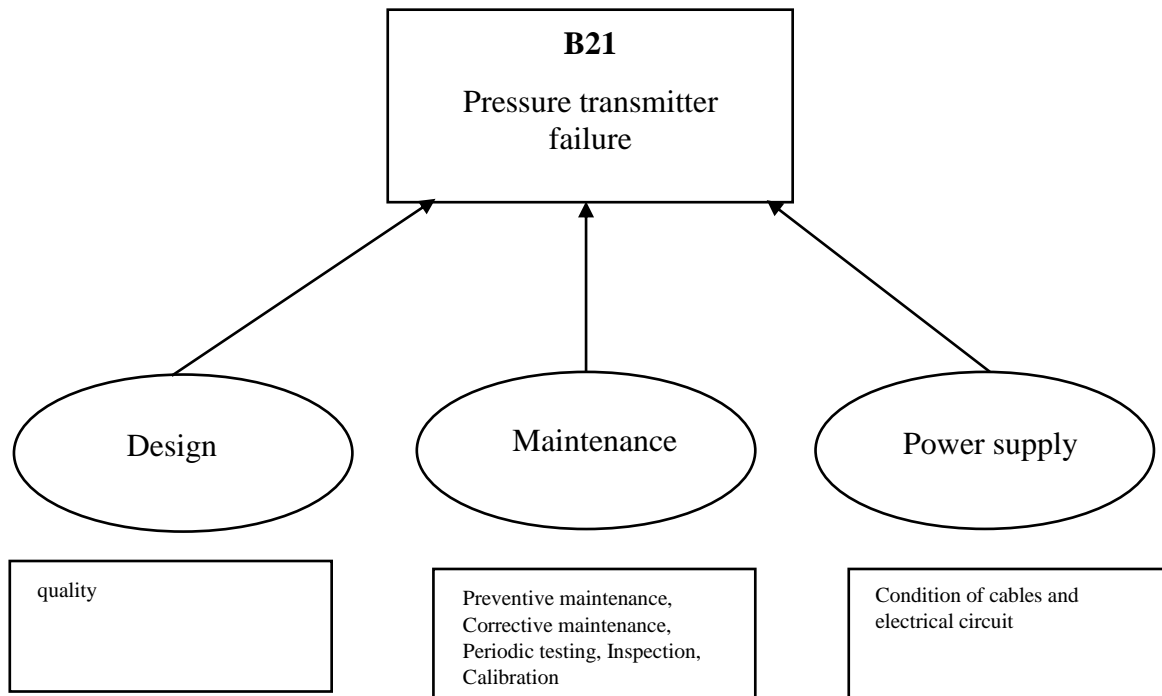 B21
Pressure transmitter
failure
Design
Maintenance
Power supply
quality
Preventive maintenance,
Corrective maintenance,
Periodic testing, Inspection,
Calibration
Condition of cables and
electrical circuit